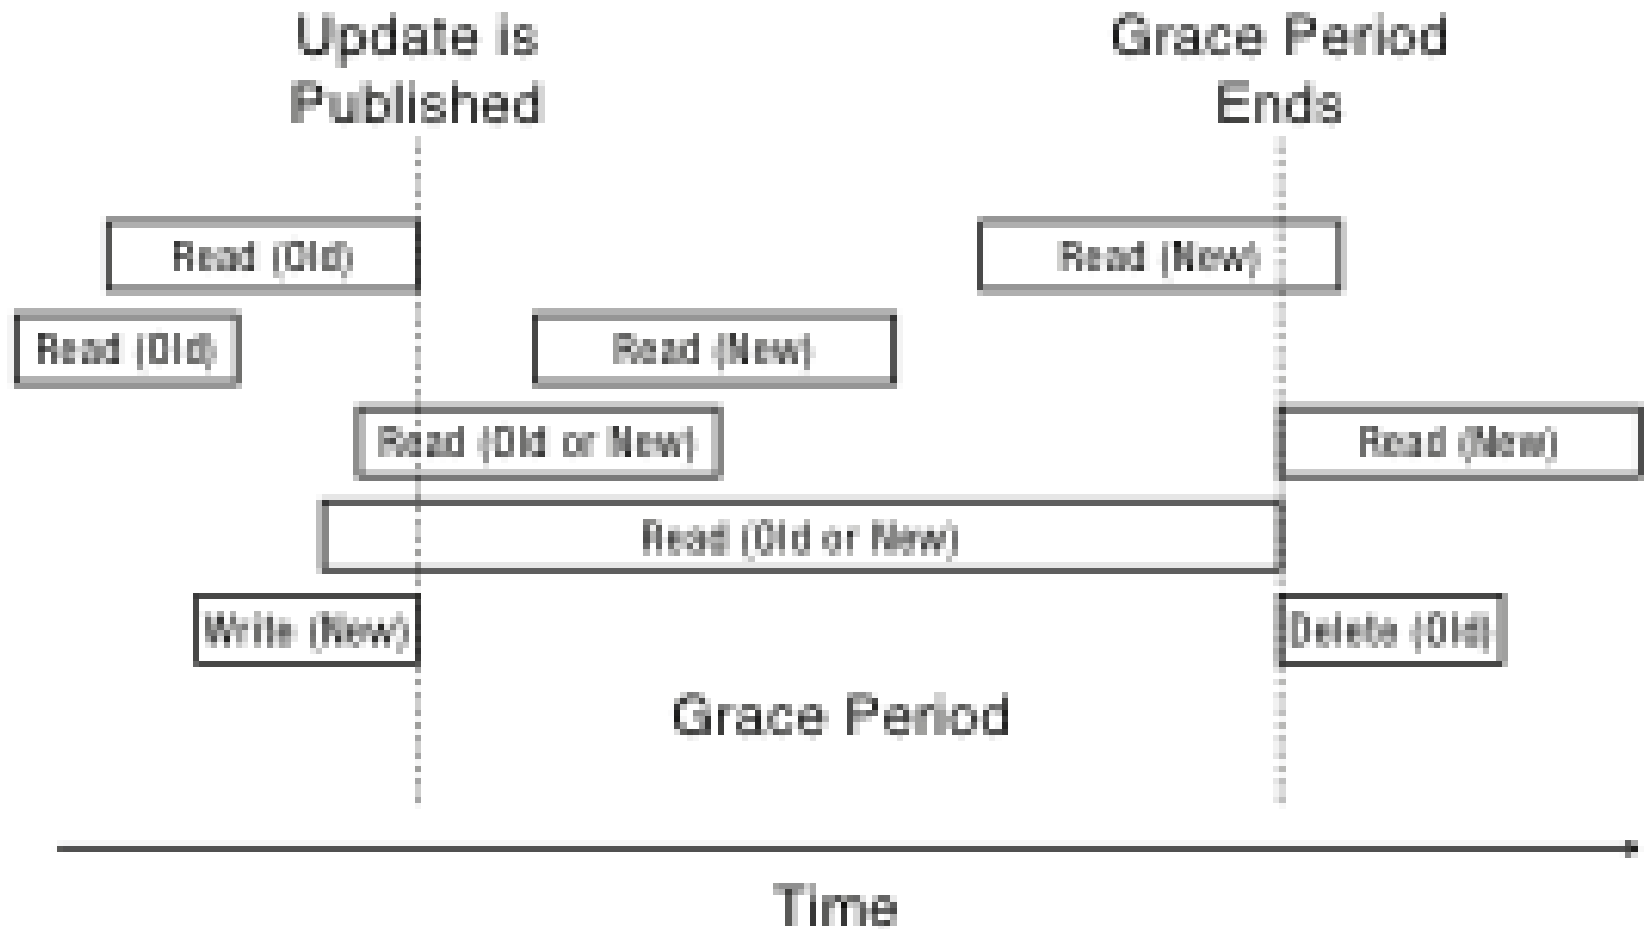 Update is
Published
Grace Period
Ends
Read (Old)
Read (New)
Read (Old)
Read (New)
Read (Old or New)
Read (New)
Read (Old or New)
Write (New)
Delete (Old)
Grace Period
Time